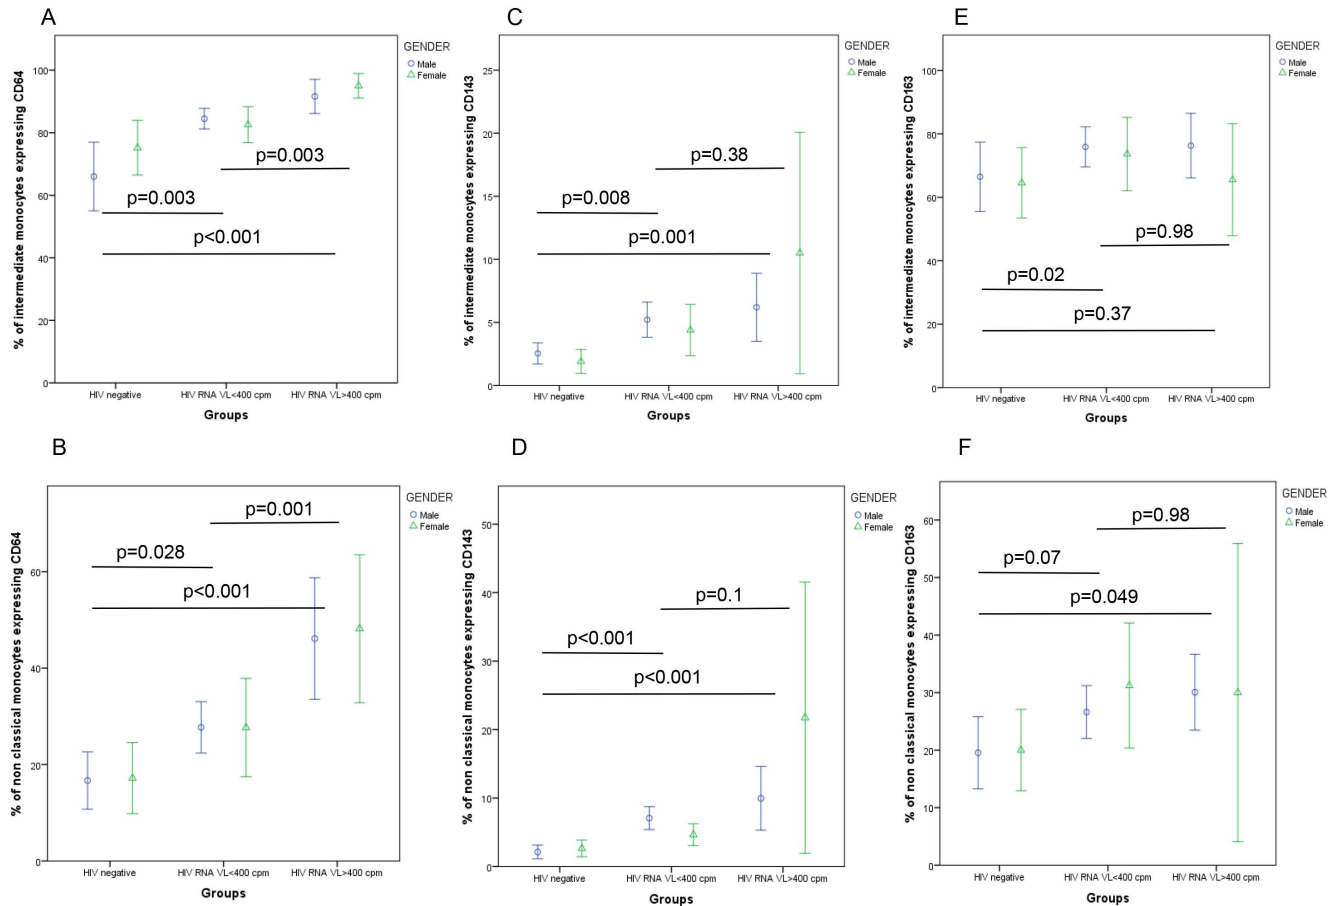 A
GENDER
Male
Female
% of intermediate monocytes expressing CD64
100
80
60
40
20
0
p=0.003
p=0.003
p<0.001
HIV negative
HIV RNA VL<400 cpm
HIV RNA VL>400 cpm
Groups
C
GENDER
Male
Female
% of intermediate monocytes expressing CD143
25
20
15
10
5
0
p=0.38
p=0.008
p=0.001
HIV negative
HIV RNA VL<400 cpm
HIV RNA VL>400 cpm
Groups
E
GENDER
Male
Female
% of intermediate monocytes expressing CD163
100
80
60
40
20
0
p=0.98
p=0.02
p=0.37
HIV negative
HIV RNA VL<400 cpm
HIV RNA VL>400 cpm
Groups
B
GENDER
Male
Female
% of non classical monocytes expressing CD64
60
40
20
0
p=0.001
p=0.028
p<0.001
HIV negative
HIV RNA VL<400 cpm
HIV RNA VL>400 cpm
Groups
D
GENDER
Male
Female
% of non classical monocytes expressing CD143
50
40
30
20
10
0
p=0.1
p<0.001
p<0.001
HIV negative
HIV RNA VL<400 cpm
HIV RNA VL>400 cpm
Groups
F
GENDER
Male
Female
% of non classical monocytes expressing CD163
60
50
40
30
20
10
0
p=0.98
p=0.07
p=0.049
HIV negative
HIV RNA VL<400 cpm
HIV RNA VL>400 cpm
Groups